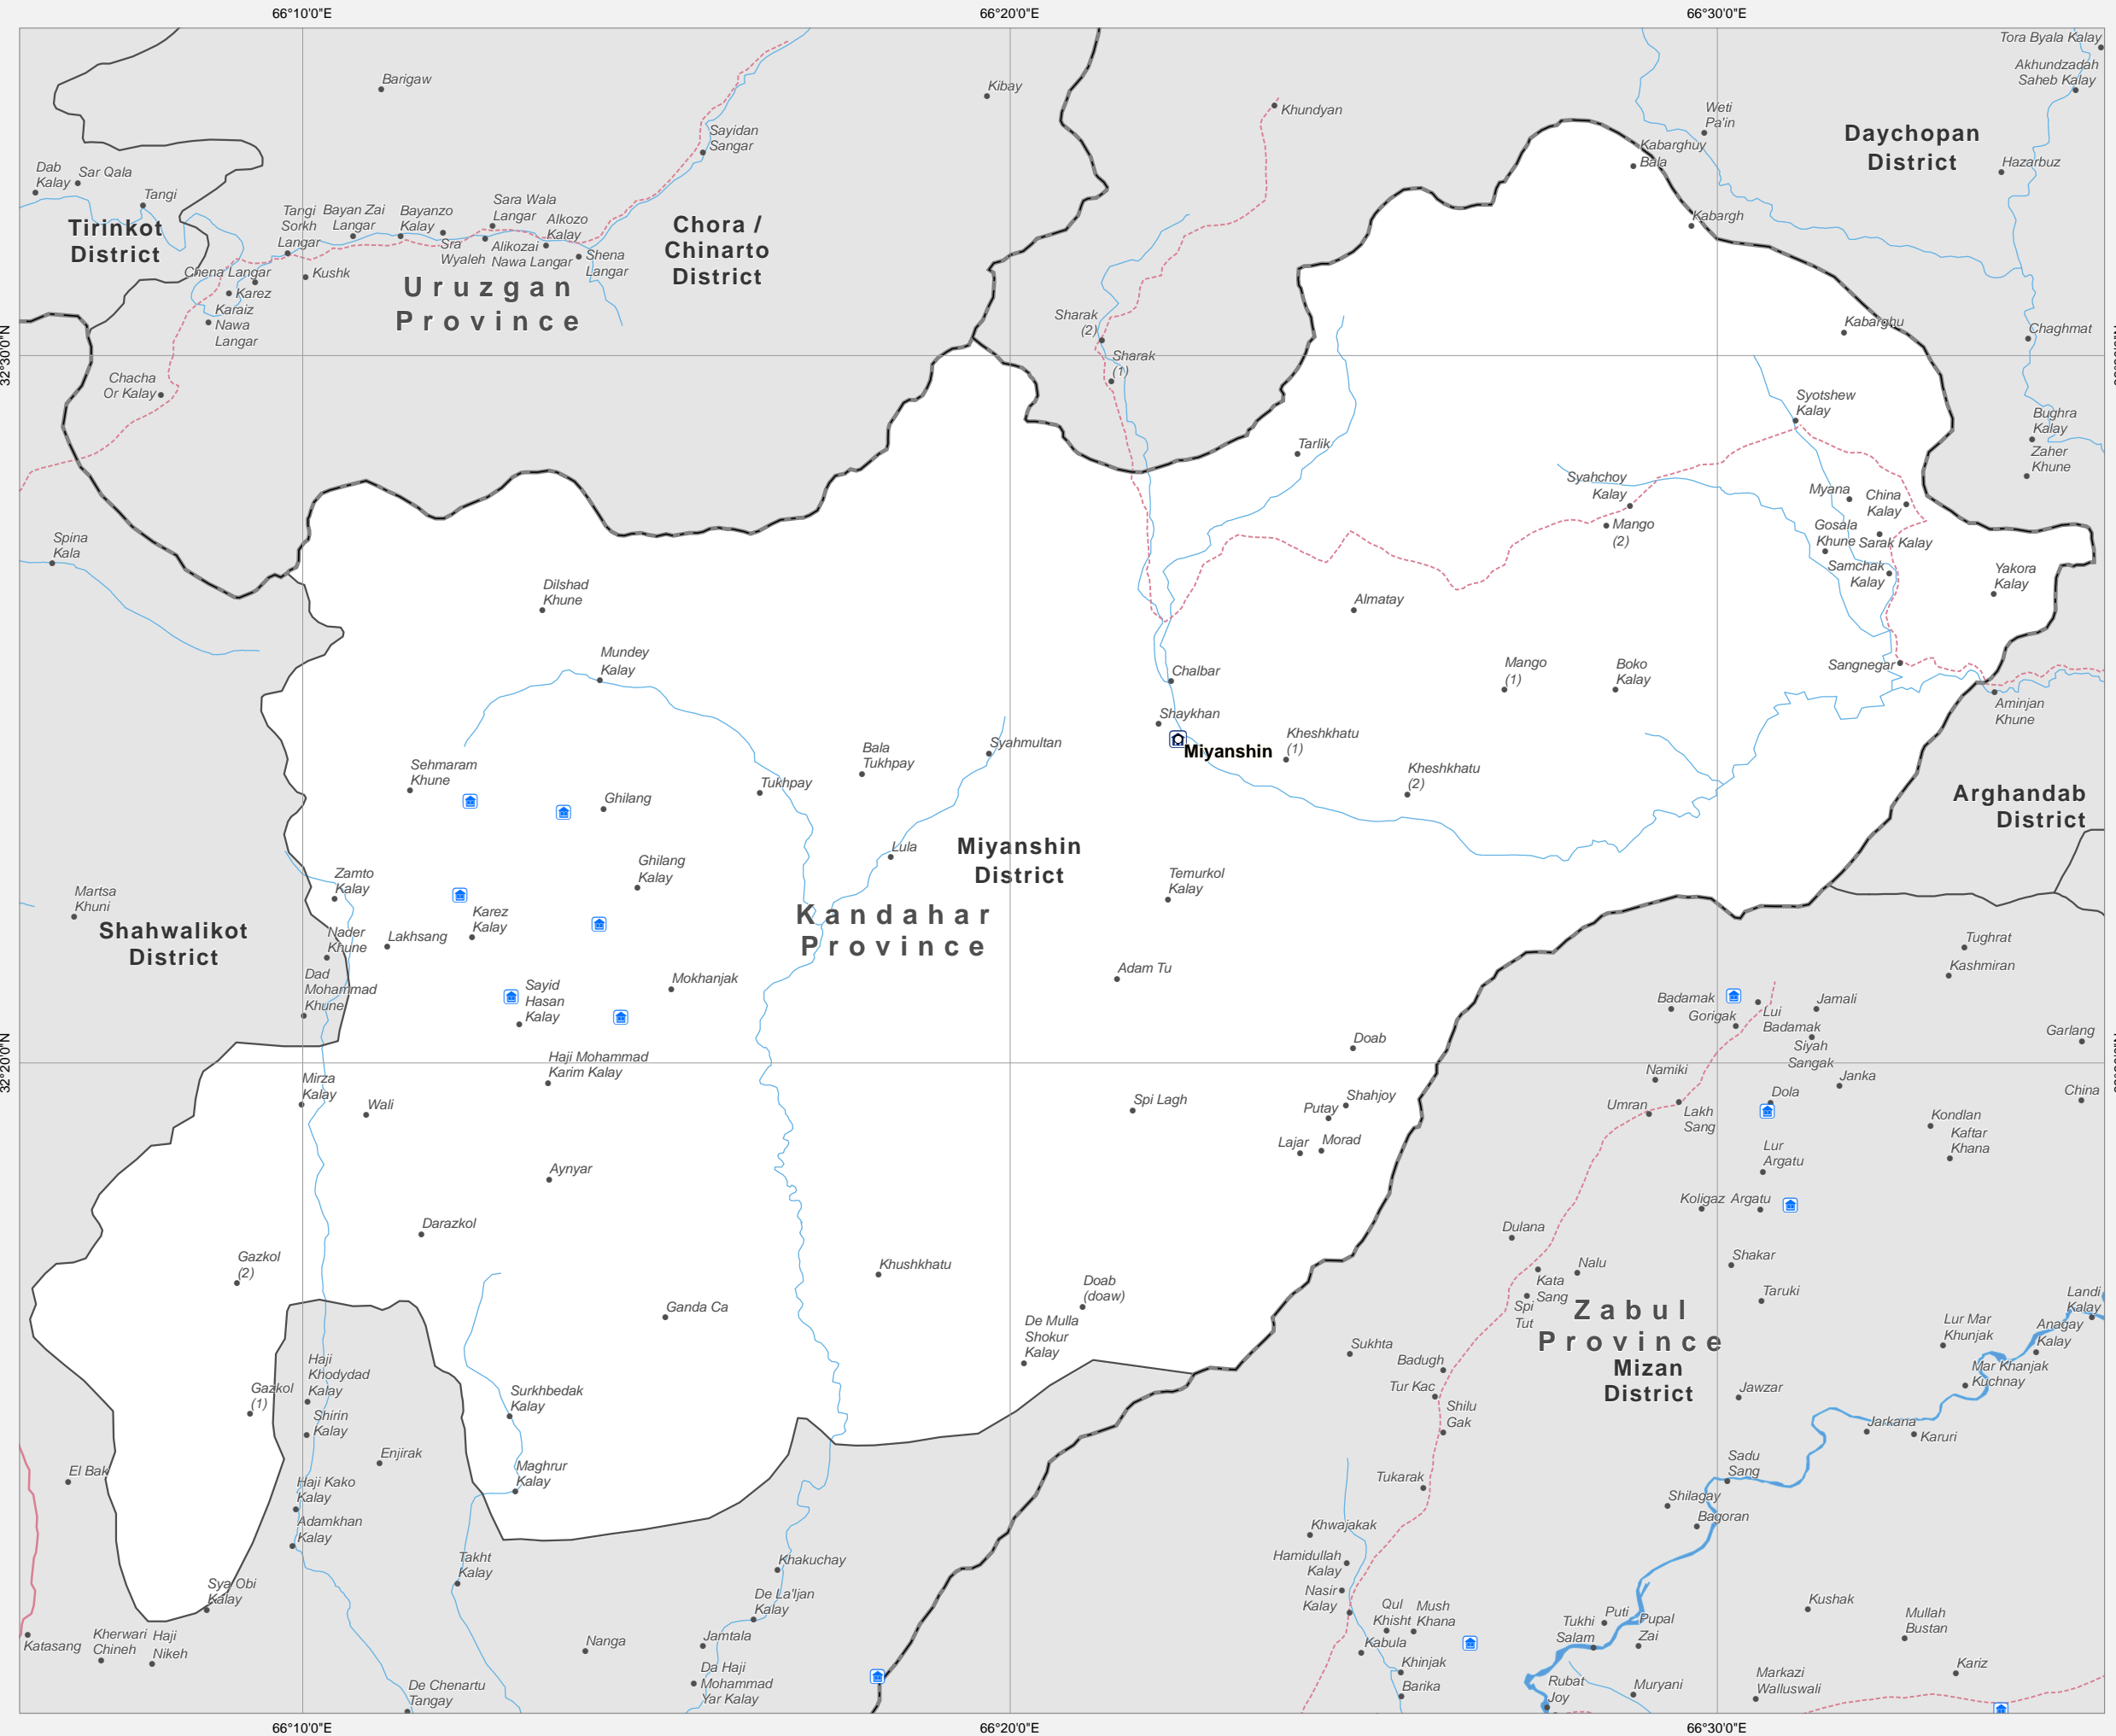 66°10'0"E
66°20'0"E
66°30'0"E
Tora Byala Kalay
Akhundzadah
Saheb Kalay
Barigaw
Kibay
Khundyan
Weti
Pa'in
Daychopan
District
Sayidan
Sangar
Kabarghuy
Bala
Hazarbuz
Dab
Kalay
Sar Qala
Tangi
Tirinkot
District
Tangi
Sorkh
Langar
Bayan Zai
Langar
Bayanzo
Kalay
Sara Wala
Langar
Alkozo
Kalay
Sra
Wyaleh
Alikozai
Nawa Langar
Shena
Langar
Chora /
Chinarto
District
Kabargh
Chena Langar
Kushk
Karez
Karaiz
Nawa
Langar
Uruzgan
Province
Sharak
(2)
Sharak
(1)
Kabarghu
Chaghmat
32°30'0"N
Chacha
Or Kalay
Syotshew
Kalay
Bughra
Kalay
Zaher
Khune
Tarlik
Syahchoy
Kalay
Myana
China
Kalay
Mango
(2)
Gosala
Khune
Sarak Kalay
Samchak
Kalay
Yakora
Kalay
Spina
Kala
Dilshad
Khune
Almatay
Mundey
Kalay
Chalbar
Mango
(1)
Boko
Kalay
Sangnegar
Aminjan
Khune
Shaykhan
Miyanshin
Kheshkhatu
(1)
Kheshkhatu
(2)
Syahmultan
Bala
Tukhpay
Tukhpay
Sehmaram
Khune
Ghilang
Arghandab
District
Lula
Miyanshin
District
Ghilang
Kalay
Zamto
Kalay
Temurkol
Kalay
Martsa
Khuni
Karez
Kalay
Kandahar
Province
Shahwalikot
District
Nader
Khune
Lakhsang
Tughrat
Kashmiran
Dad
Mohammad
Khune
Sayid
Hasan
Kalay
Mokhanjak
Adam Tu
Badamak
Gorigak
Lui
Badamak
Jamali
Siyah
Sangak
Garlang
Doab
32°20'0"N
Haji Mohammad
Karim Kalay
Mirza
Kalay
Wali
Namiki
Janka
China
Spi Lagh
Shahjoy
Putay
Umran
Lakh
Sang
Dola
Kondlan
Kaftar
Khana
Lajar
Morad
Lur
Argatu
Aynyar
Koligaz
Argatu
Darazkol
Dulana
Gazkol
(2)
Khushkhatu
Doab
(doaw)
Kata
Sang
Nalu
Shakar
Spi
Tut
Taruki
Landi
Kalay
Ganda Ca
De Mulla
Shokur
Kalay
Zabul
Province
Mizan
District
Lur Mar
Khunjak
Anagay
Kalay
Sukhta
Badugh
Mar Khanjak
Kuchnay
Haji
Khodydad
Kalay
Gazkol
(1)
Surkhbedak
Kalay
Tur Kac
Jawzar
Shirin
Kalay
Shilu
Gak
Jarkana
Karuri
Enjirak
El Bak
Maghrur
Kalay
Sadu
Sang
Tukarak
Haji Kako
Kalay
Shilagay
Bagoran
Adamkhan
Kalay
Khwajakak
Takht
Kalay
Khakuchay
Hamidullah
Kalay
Sya Obi
Kalay
De La'ljan
Kalay
Nasir
Kalay
Qul
Khisht
Mush
Khana
Kushak
Puti
Tukhi
Salam
Pupal
Zai
Mullah
Bustan
Katasang
Kherwari
Chineh
Haji
Nikeh
Nanga
Jamtala
Kabula
Khinjak
Barika
Kariz
Da Haji
Mohammad
Yar Kalay
De Chenartu
Tangay
Rubat
Joy
Muryani
Markazi
Walluswali
66°10'0"E
66°20'0"E
66°30'0"E